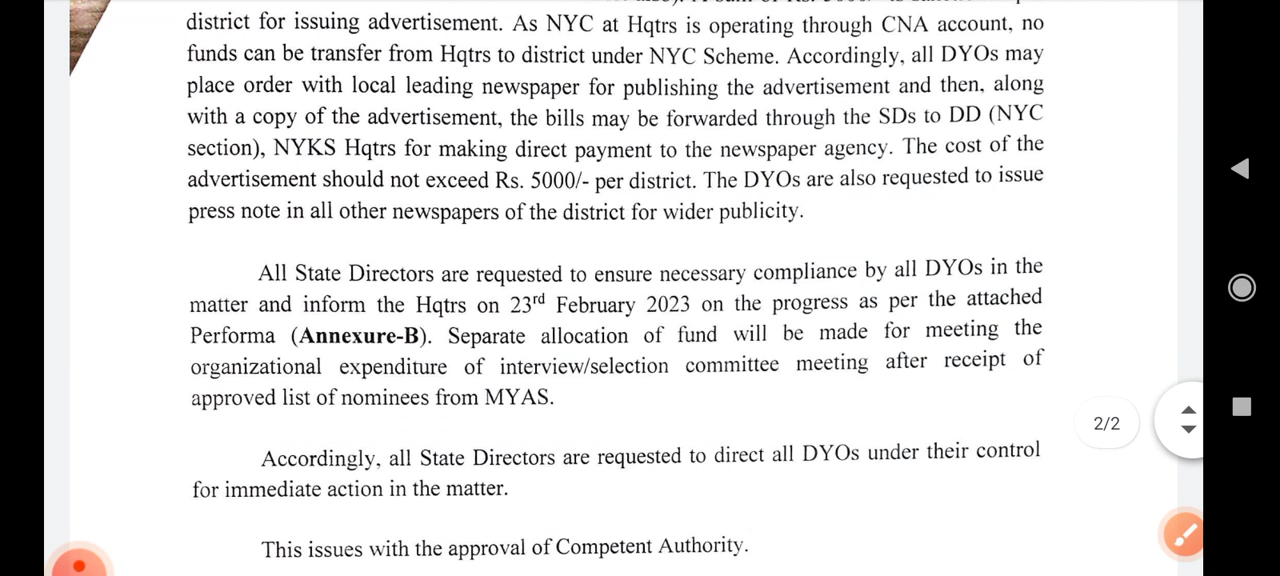 district for issuing advertisement. As NYC at Hqtrs is operating through CNA account, no
funds can be transfer from Hqtrs to district under NYC Scheme. Accordingly, all DYOs may
place order with local leading newspaper for publishing the advertisement and then, along
with a copy of the advertisement, the bills may be forwarded through the SDs to DD (NYC
section), NYKS Hqtrs for making direct payment to the newspaper agency. The cost of the
advertisement should not exceed Rs. 5000/- per district. The DYOs are also requested to issue
press note in all other newspapers of the district for wider publicity.
All State Directors are requested to ensure necessary compliance by all DYOs in the
matter and inform the Hqtrs on 23rd February 2023 on the progress as per the attached
Performa (Annexure-B). Separate allocation of fund will be made for meeting the
organizational expenditure of interview/selection committee meeting after receipt of
approved list of nominees from MYAS.
2/2
Accordingly, all State Directors are requested to direct all DYOs under their control
for immediate action in the matter.
This issues with the approval of Competent Authority.